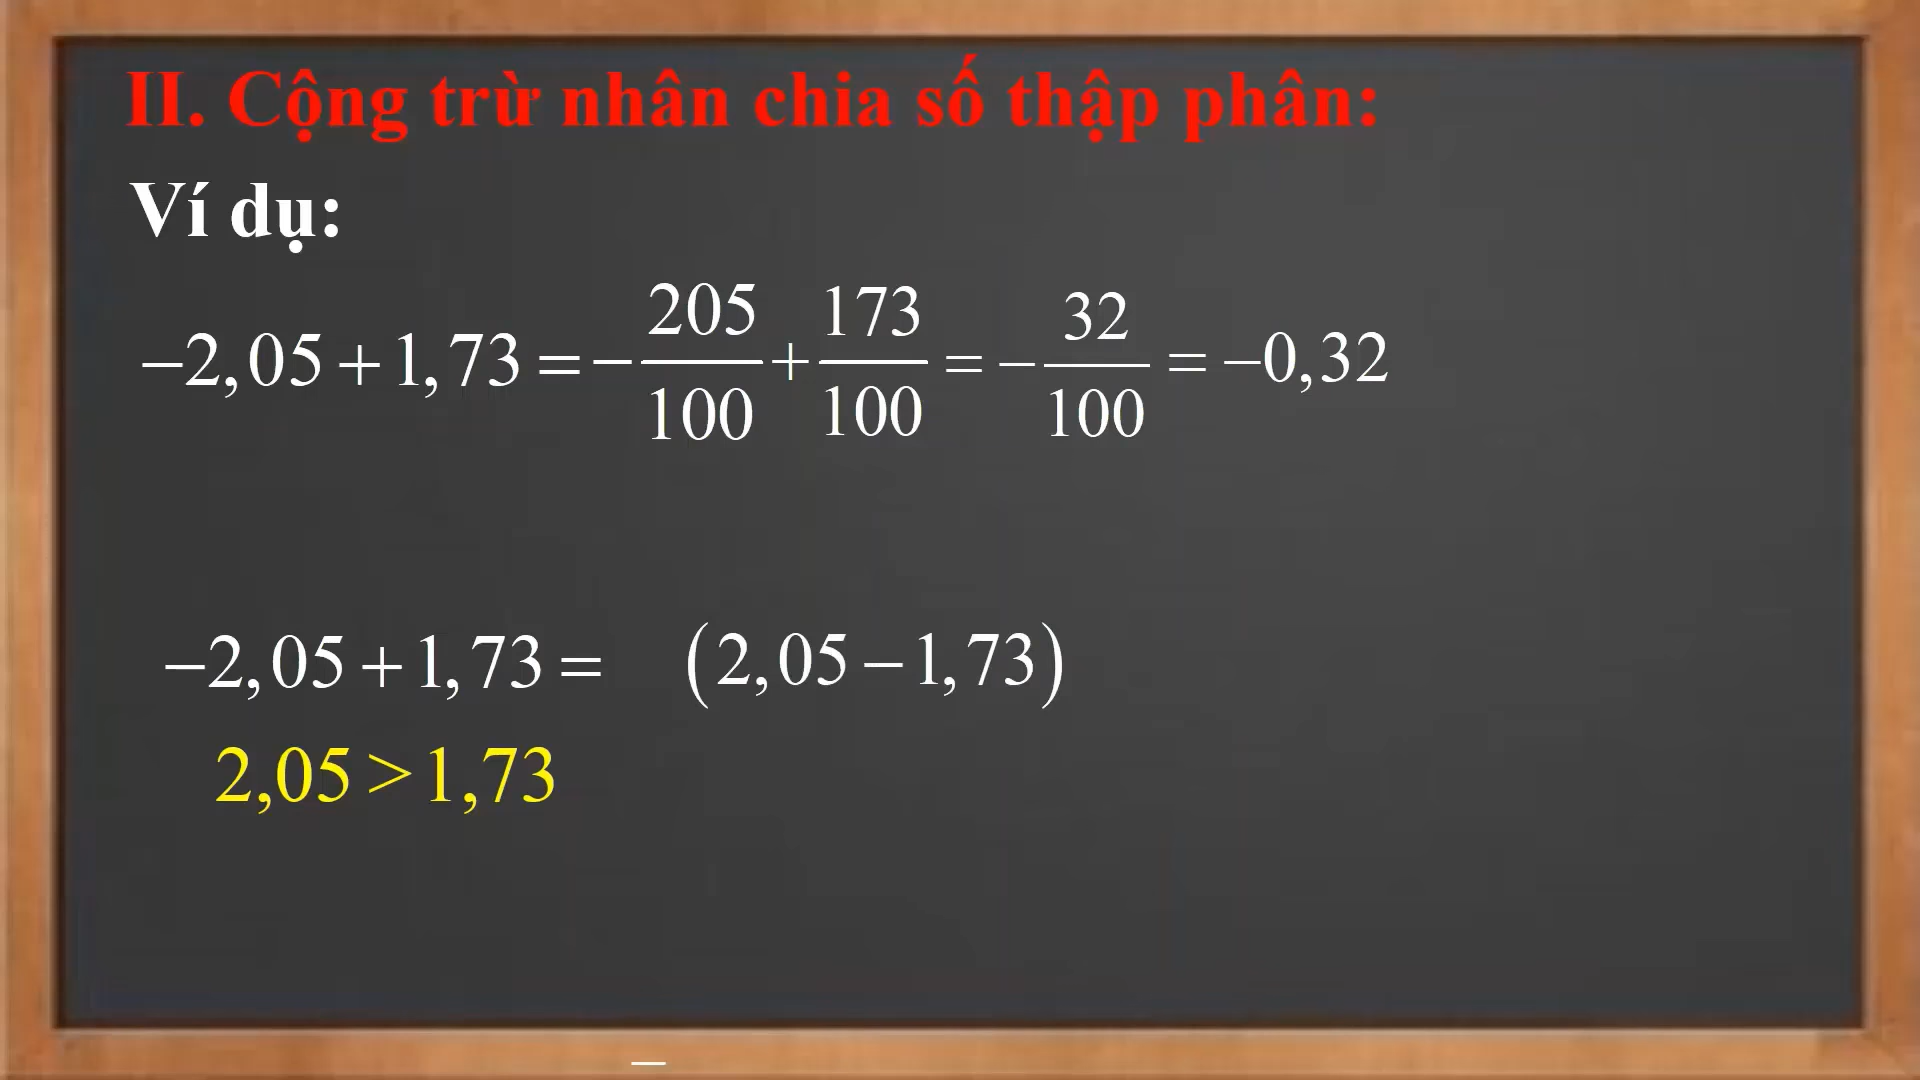 II. Cộng trừ nhân chia số thập phân:
Ví dụ:
−2,05 + 1,73 = − 205/100 + 173/100 = − 32/100 = −0,32
−2,05 + 1,73 = (2,05 − 1,73)
2,05 > 1,73
−